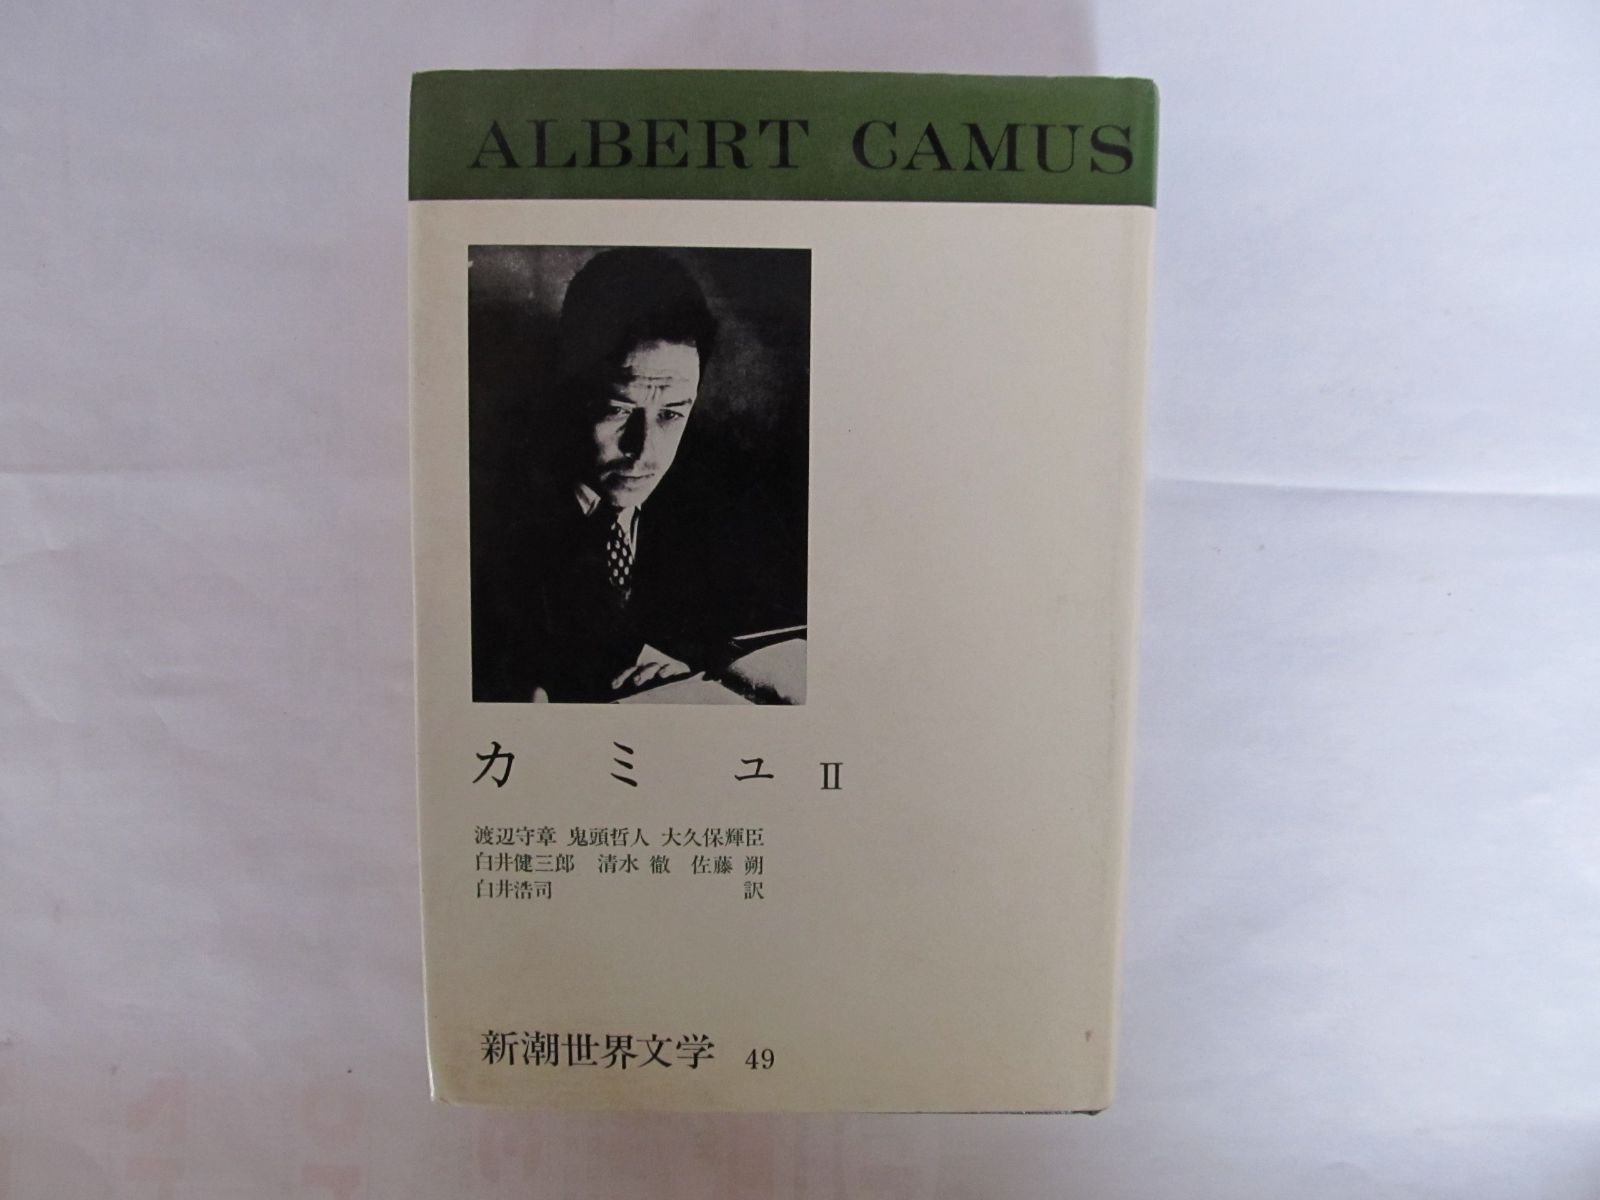 ALBERT CAMUS
カミュ II
渡辺守章 鬼頭哲人 大久保輝臣
白井健三郎 清水 徹 佐藤 朔
白井浩司 訳
新潮世界文学 49